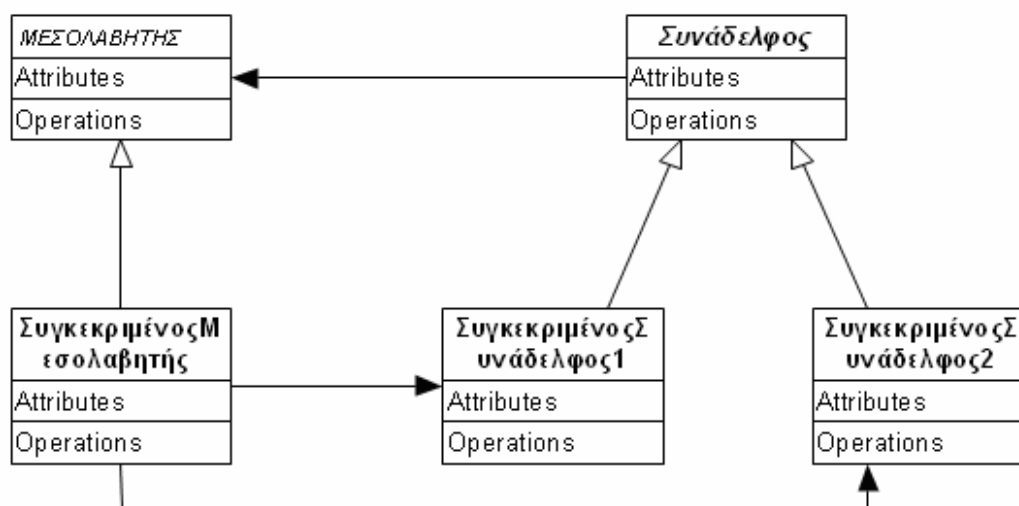 ΜΕΣΟΛΑΒΗΤΗΣ
Attributes
Operations
Συνάδελφος
Attributes
Operations
ΣυγκεκριμένοςΜ
εσολαβητής
Attributes
Operations
ΣυγκεκριμένοςΣ
υνάδελφος1
Attributes
Operations
ΣυγκεκριμένοςΣ
υνάδελφος2
Attributes
Operations